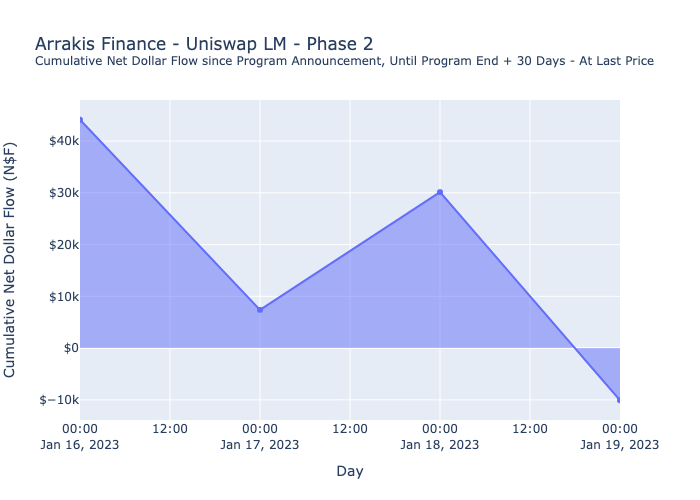 Arrakis Finance - Uniswap LM - Phase 2
Cumulative Net Dollar Flow since Program Announcement, Until Program End + 30 Days - At Last Price
Cumulative Net Dollar Flow (N$F)
$40k
$30k
$20k
$10k
$0
$−10k
00:00 12:00 00:00 12:00 00:00 12:00 00:00
Jan 16, 2023 Jan 17, 2023 Jan 18, 2023 Jan 19, 2023
Day